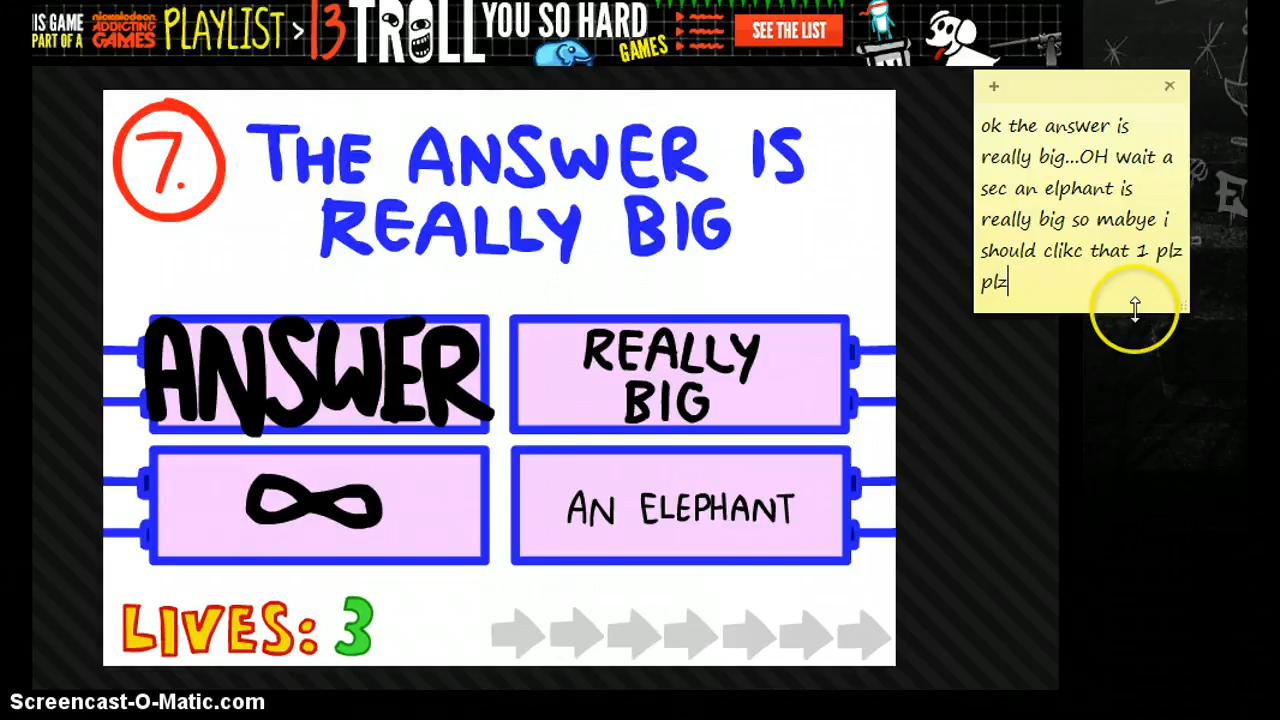 IS GAME
PART OF A
nickelodeon
ADDICTING
GAMES
PLAYLIST > 13 TROLL YOU SO HARD
GAMES
SEE THE LIST
7. THE ANSWER IS
REALLY BIG
ANSWER
REALLY
BIG
∞
AN ELEPHANT
LIVES: 3
+ ×
ok the answer is
really big...OH wait a
sec an elphant is
really big so mabye i
should clikc that 1 plz
plz
Screencast-O-Matic.com